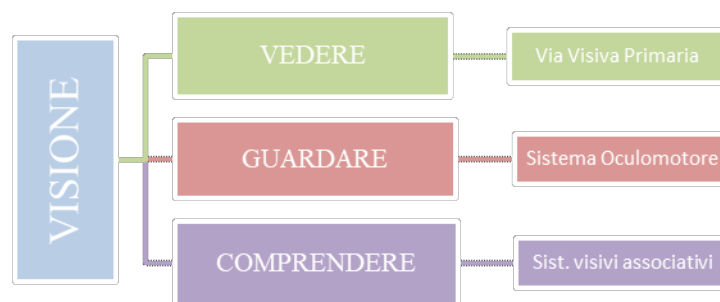 VISIONE
VEDERE
Via Visiva Primaria
GUARDARE
Sistema Oculomotore
COMPRENDERE
Sist. visivi associativi